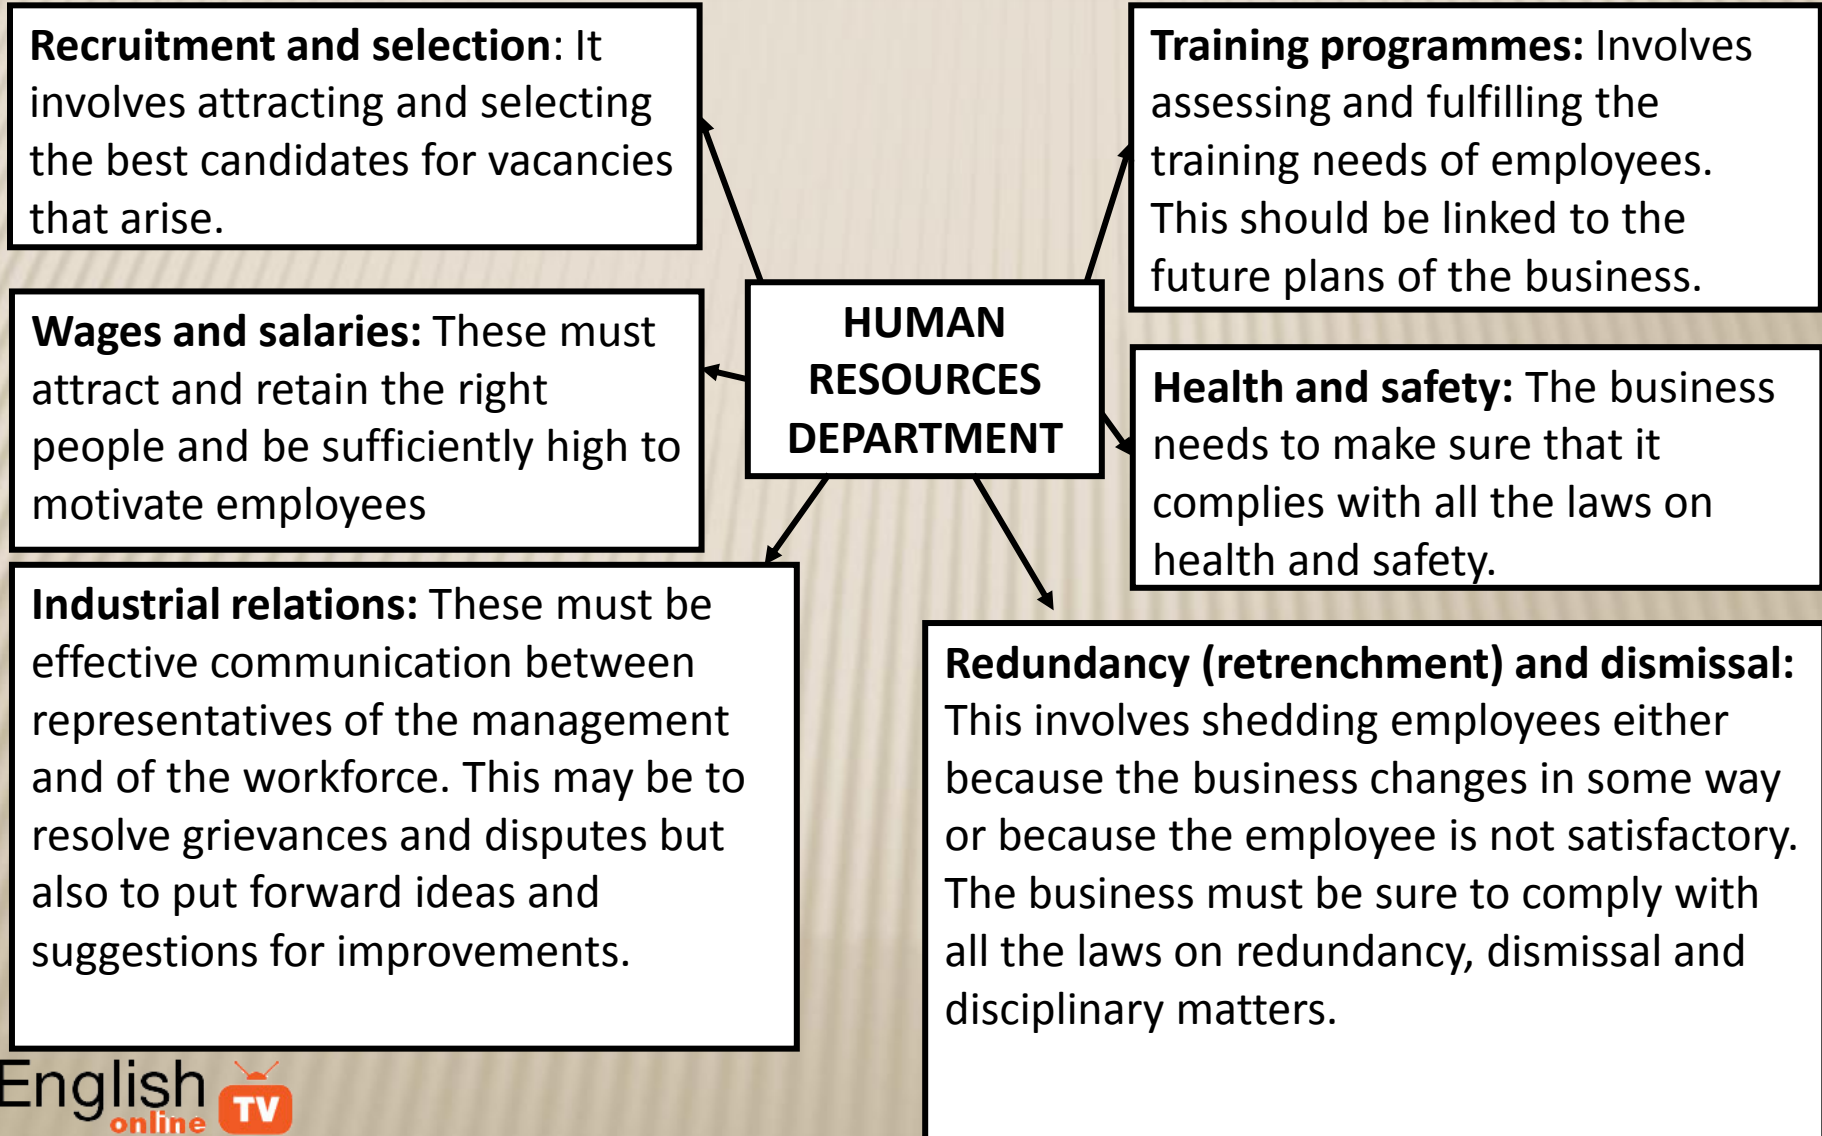 Recruitment and selection: It
involves attracting and selecting
the best candidates for vacancies
that arise.
Training programmes: Involves
assessing and fulfilling the
training needs of employees.
This should be linked to the
future plans of the business.
HUMAN
RESOURCES
DEPARTMENT
Wages and salaries: These must
attract and retain the right
people and be sufficiently high to
motivate employees
Health and safety: The business
needs to make sure that it
complies with all the laws on
health and safety.
Industrial relations: These must be
effective communication between
representatives of the management
and of the workforce. This may be to
resolve grievances and disputes but
also to put forward ideas and
suggestions for improvements.
Redundancy (retrenchment) and dismissal:
This involves shedding employees either
because the business changes in some way
or because the employee is not satisfactory.
The business must be sure to comply with
all the laws on redundancy, dismissal and
disciplinary matters.
English
online TV